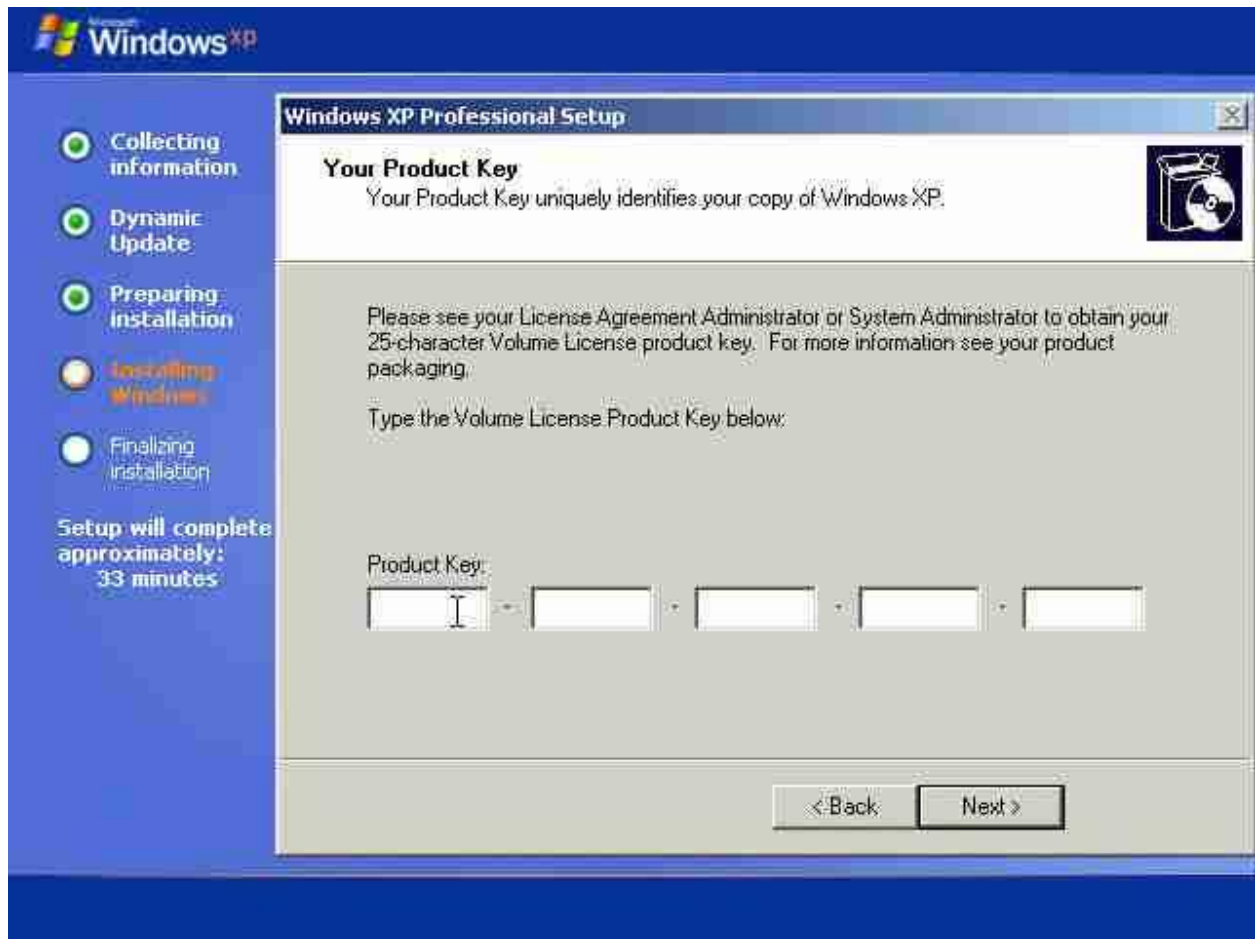 Microsoft
Windows xp
Collecting
information
Dynamic
Update
Preparing
installation
Installing
Windows
Finalizing
installation
Setup will complete
approximately:
33 minutes
Windows XP Professional Setup
Your Product Key
Your Product Key uniquely identifies your copy of Windows XP.
Please see your License Agreement Administrator or System Administrator to obtain your
25-character Volume License product key. For more information see your product
packaging.
Type the Volume License Product Key below:
Product Key:
- - - -
< Back
Next >